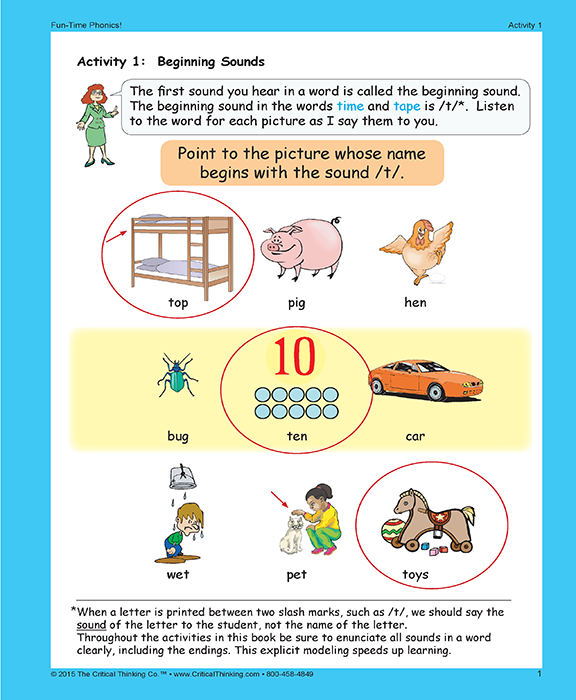 Fun-Time Phonics! Activity 1
Activity 1: Beginning Sounds
The first sound you hear in a word is called the beginning sound.
The beginning sound in the words time and tape is /t/*. Listen
to the word for each picture as I say them to you.
Point to the picture whose name
begins with the sound /t/.
top pig hen
10
bug ten car
wet pet toys
*When a letter is printed between two slash marks, such as /t/, we should say the
sound of the letter to the student, not the name of the letter.
Throughout the activities in this book be sure to enunciate all sounds in a word
clearly, including the endings. This explicit modeling speeds up learning.
© 2015 The Critical Thinking Co.™ • www.CriticalThinking.com • 800-458-4849 1